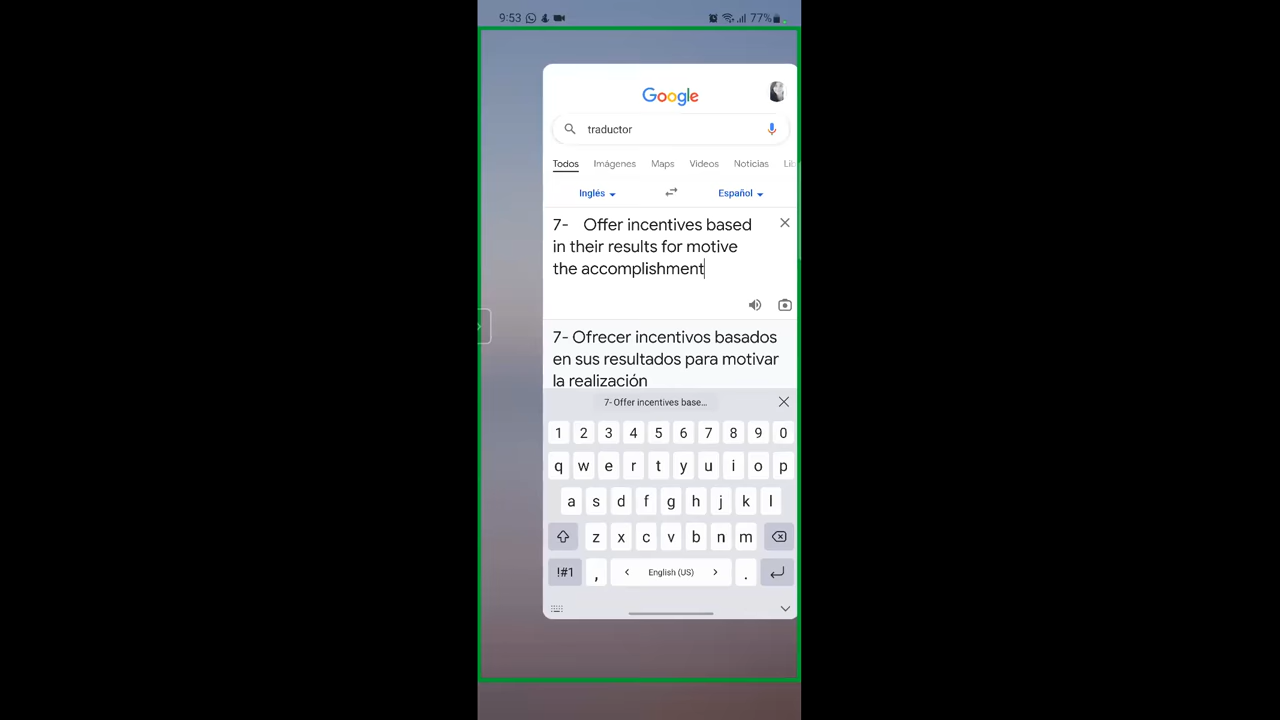 9:53
77%
Google
traductor
Todos Imágenes Maps Videos Noticias Lib
Inglés Español
7- Offer incentives based
in their results for motive
the accomplishment
7- Ofrecer incentivos basados
en sus resultados para motivar
la realización
7- Offer incentives base...
1 2 3 4 5 6 7 8 9 0
q w e r t y u i o p
a s d f g h j k l
z x c v b n m
!#1 , < English (US) > .